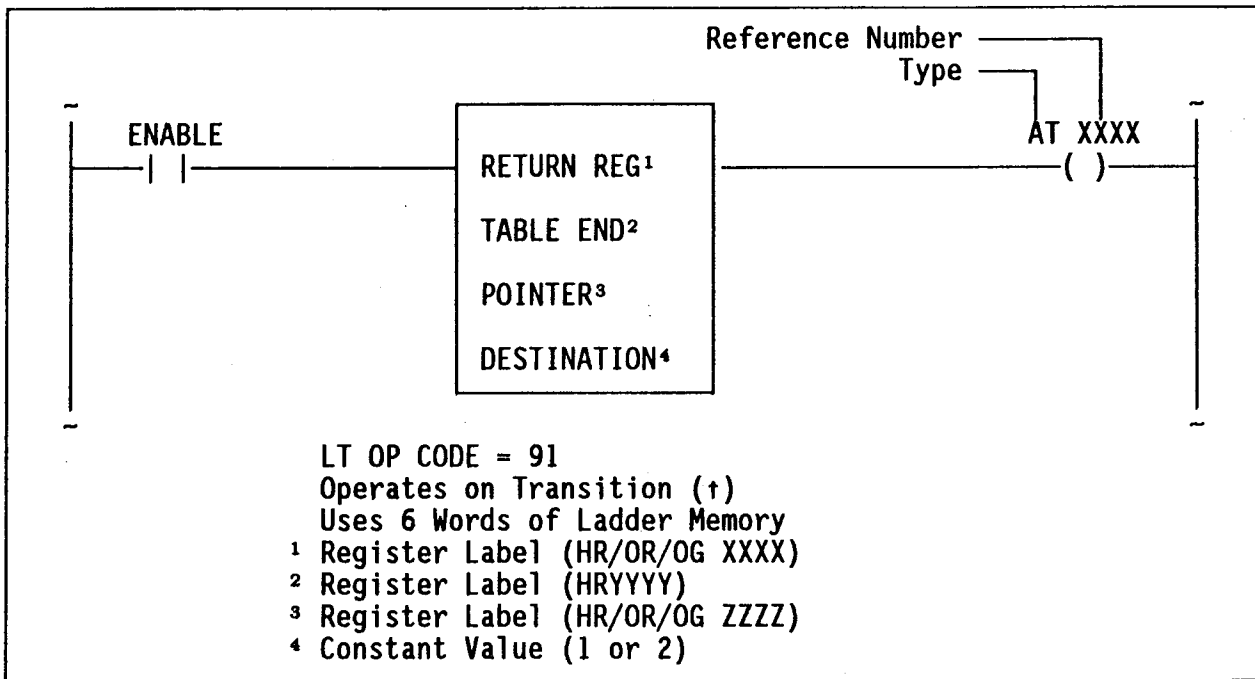 Reference Number
Type
ENABLE
AT XXXX
RETURN REG¹
( )
TABLE END²
POINTER³
DESTINATION⁴
LT OP CODE = 91
Operates on Transition (↑)
Uses 6 Words of Ladder Memory
¹ Register Label (HR/OR/OG XXXX)
² Register Label (HRYYYY)
³ Register Label (HR/OR/OG ZZZZ)
⁴ Constant Value (1 or 2)